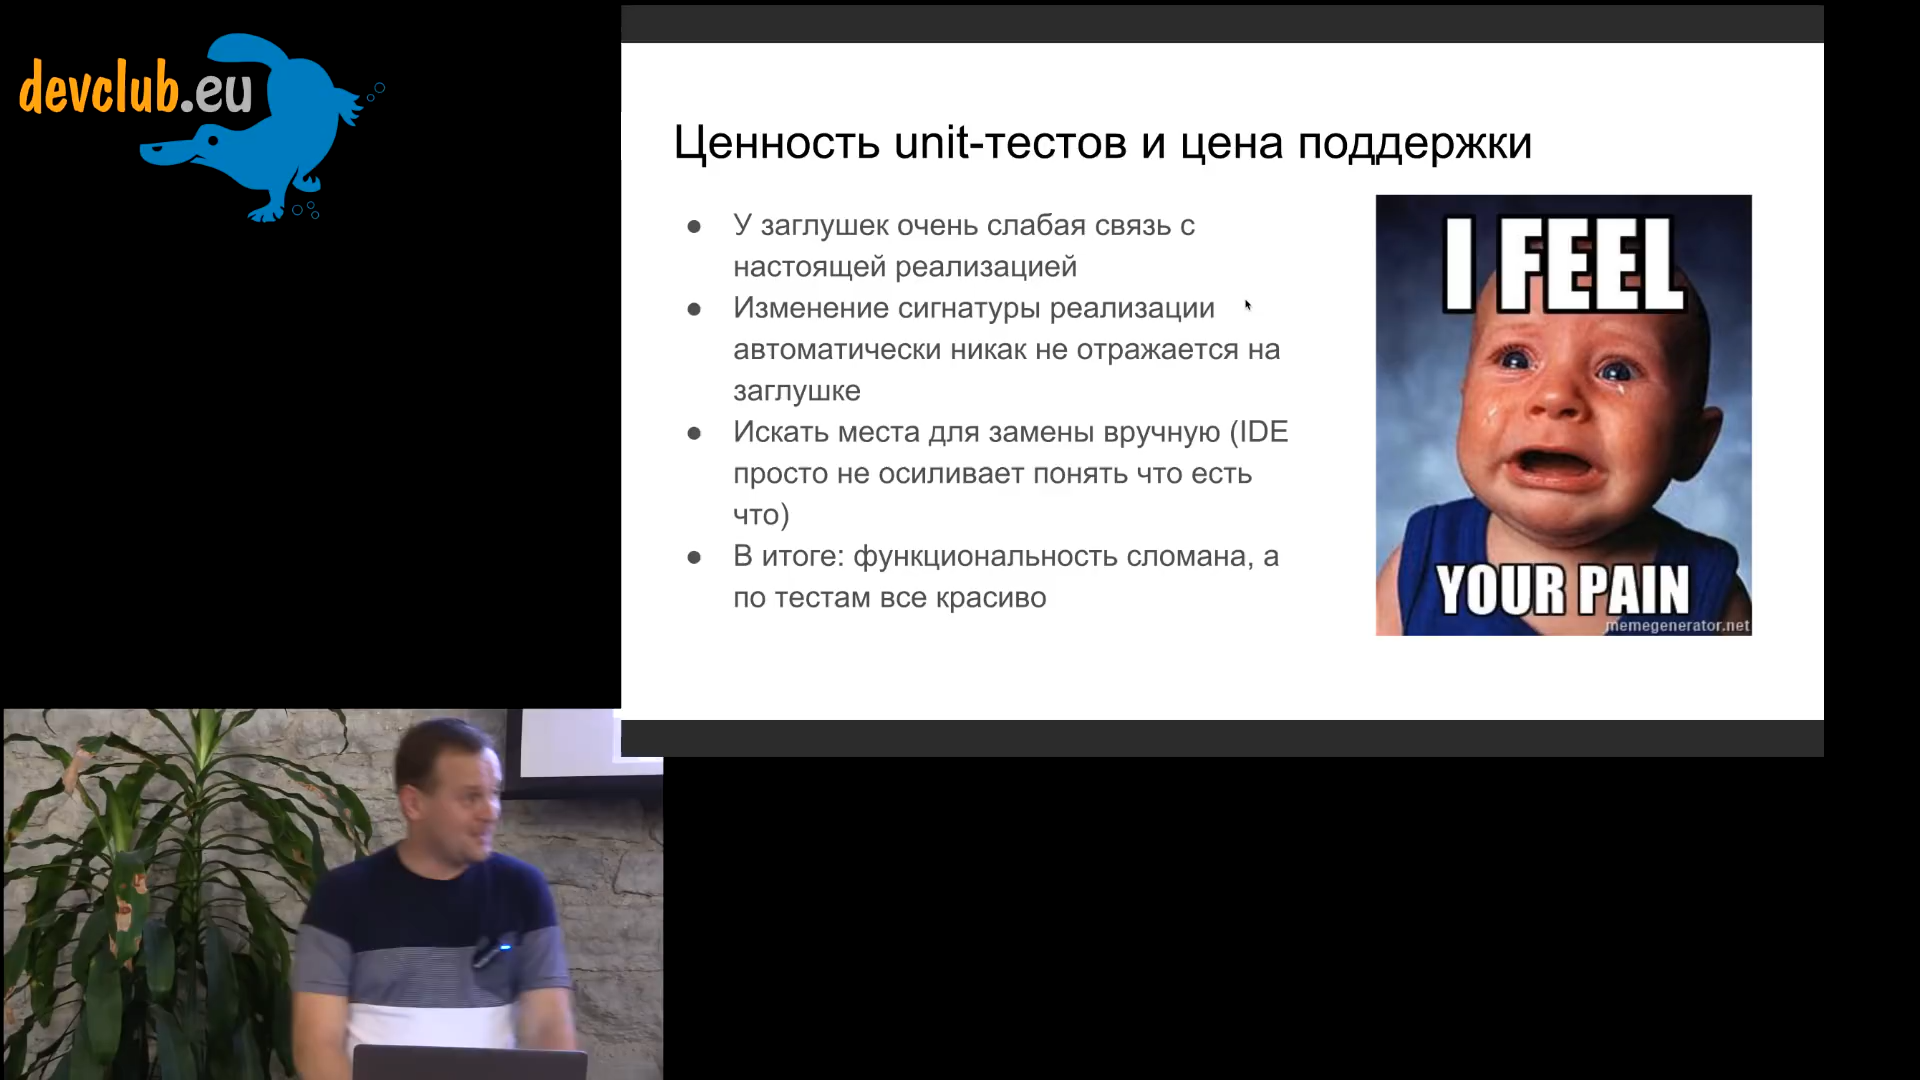 devclub.eu
Ценность unit-тестов и цена поддержки
● У заглушек очень слабая связь с
настоящей реализацией
● Изменение сигнатуры реализации
автоматически никак не отражается на
заглушке
● Искать места для замены вручную (IDE
просто не осиливает понять что есть
что)
● В итоге: функциональность сломана, а
по тестам все красиво
I FEEL
YOUR PAIN
memegenerator.net